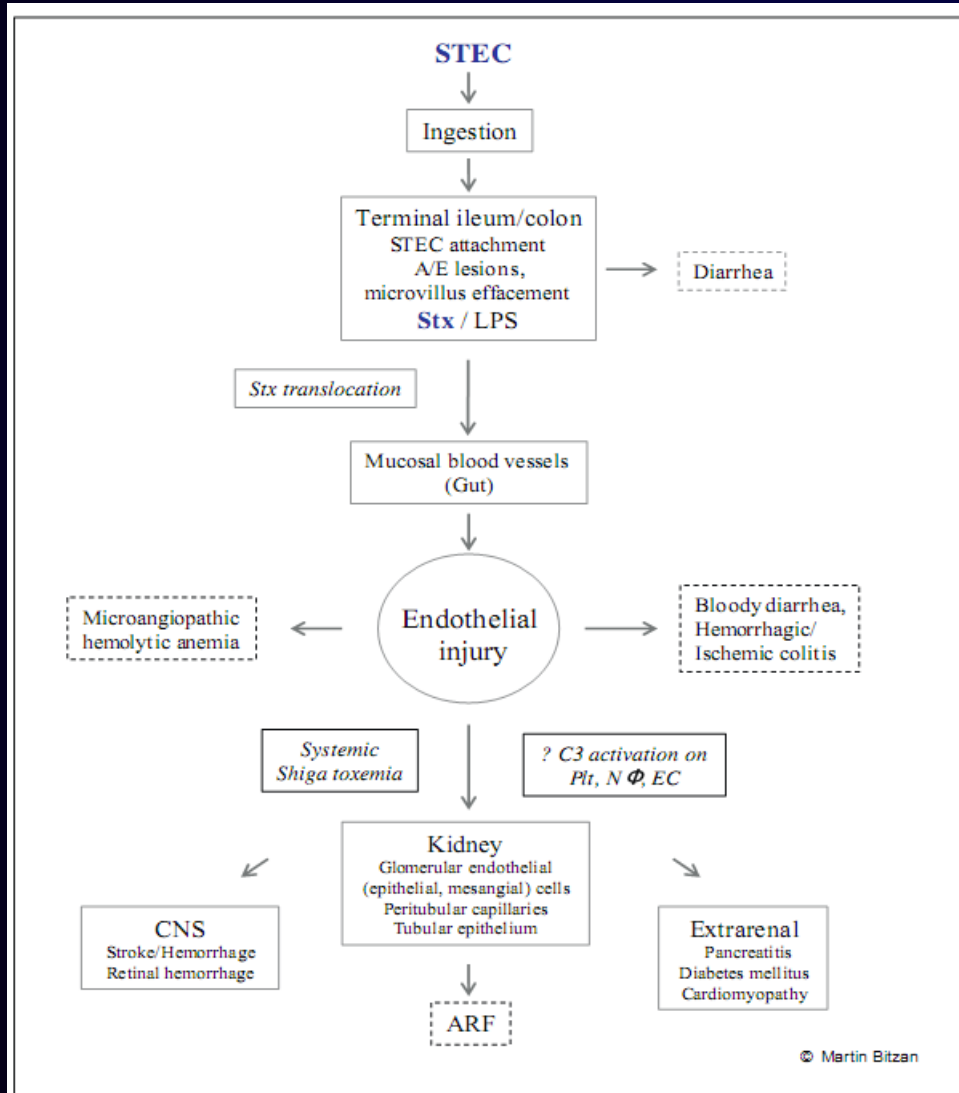 STEC
Ingestion
Terminal ileum/colon
STEC attachment
A/E lesions,
microvillus effacement
Stx / LPS
Diarrhea
Stx translocation
Mucosal blood vessels
(Gut)
Microangiopathic
hemolytic anemia
Endothelial
injury
Bloody diarrhea,
Hemorrhagic/
Ischemic colitis
Systemic
Shiga toxemia
? C3 activation on
Plt, N Φ, EC
Kidney
Glomerular endothelial
(epithelial, mesangial) cells
Peritubular capillaries
Tubular epithelium
CNS
Stroke/Hemorrhage
Retinal hemorrhage
Extrarenal
Pancreatitis
Diabetes mellitus
Cardiomyopathy
ARF
© Martin Bitzan